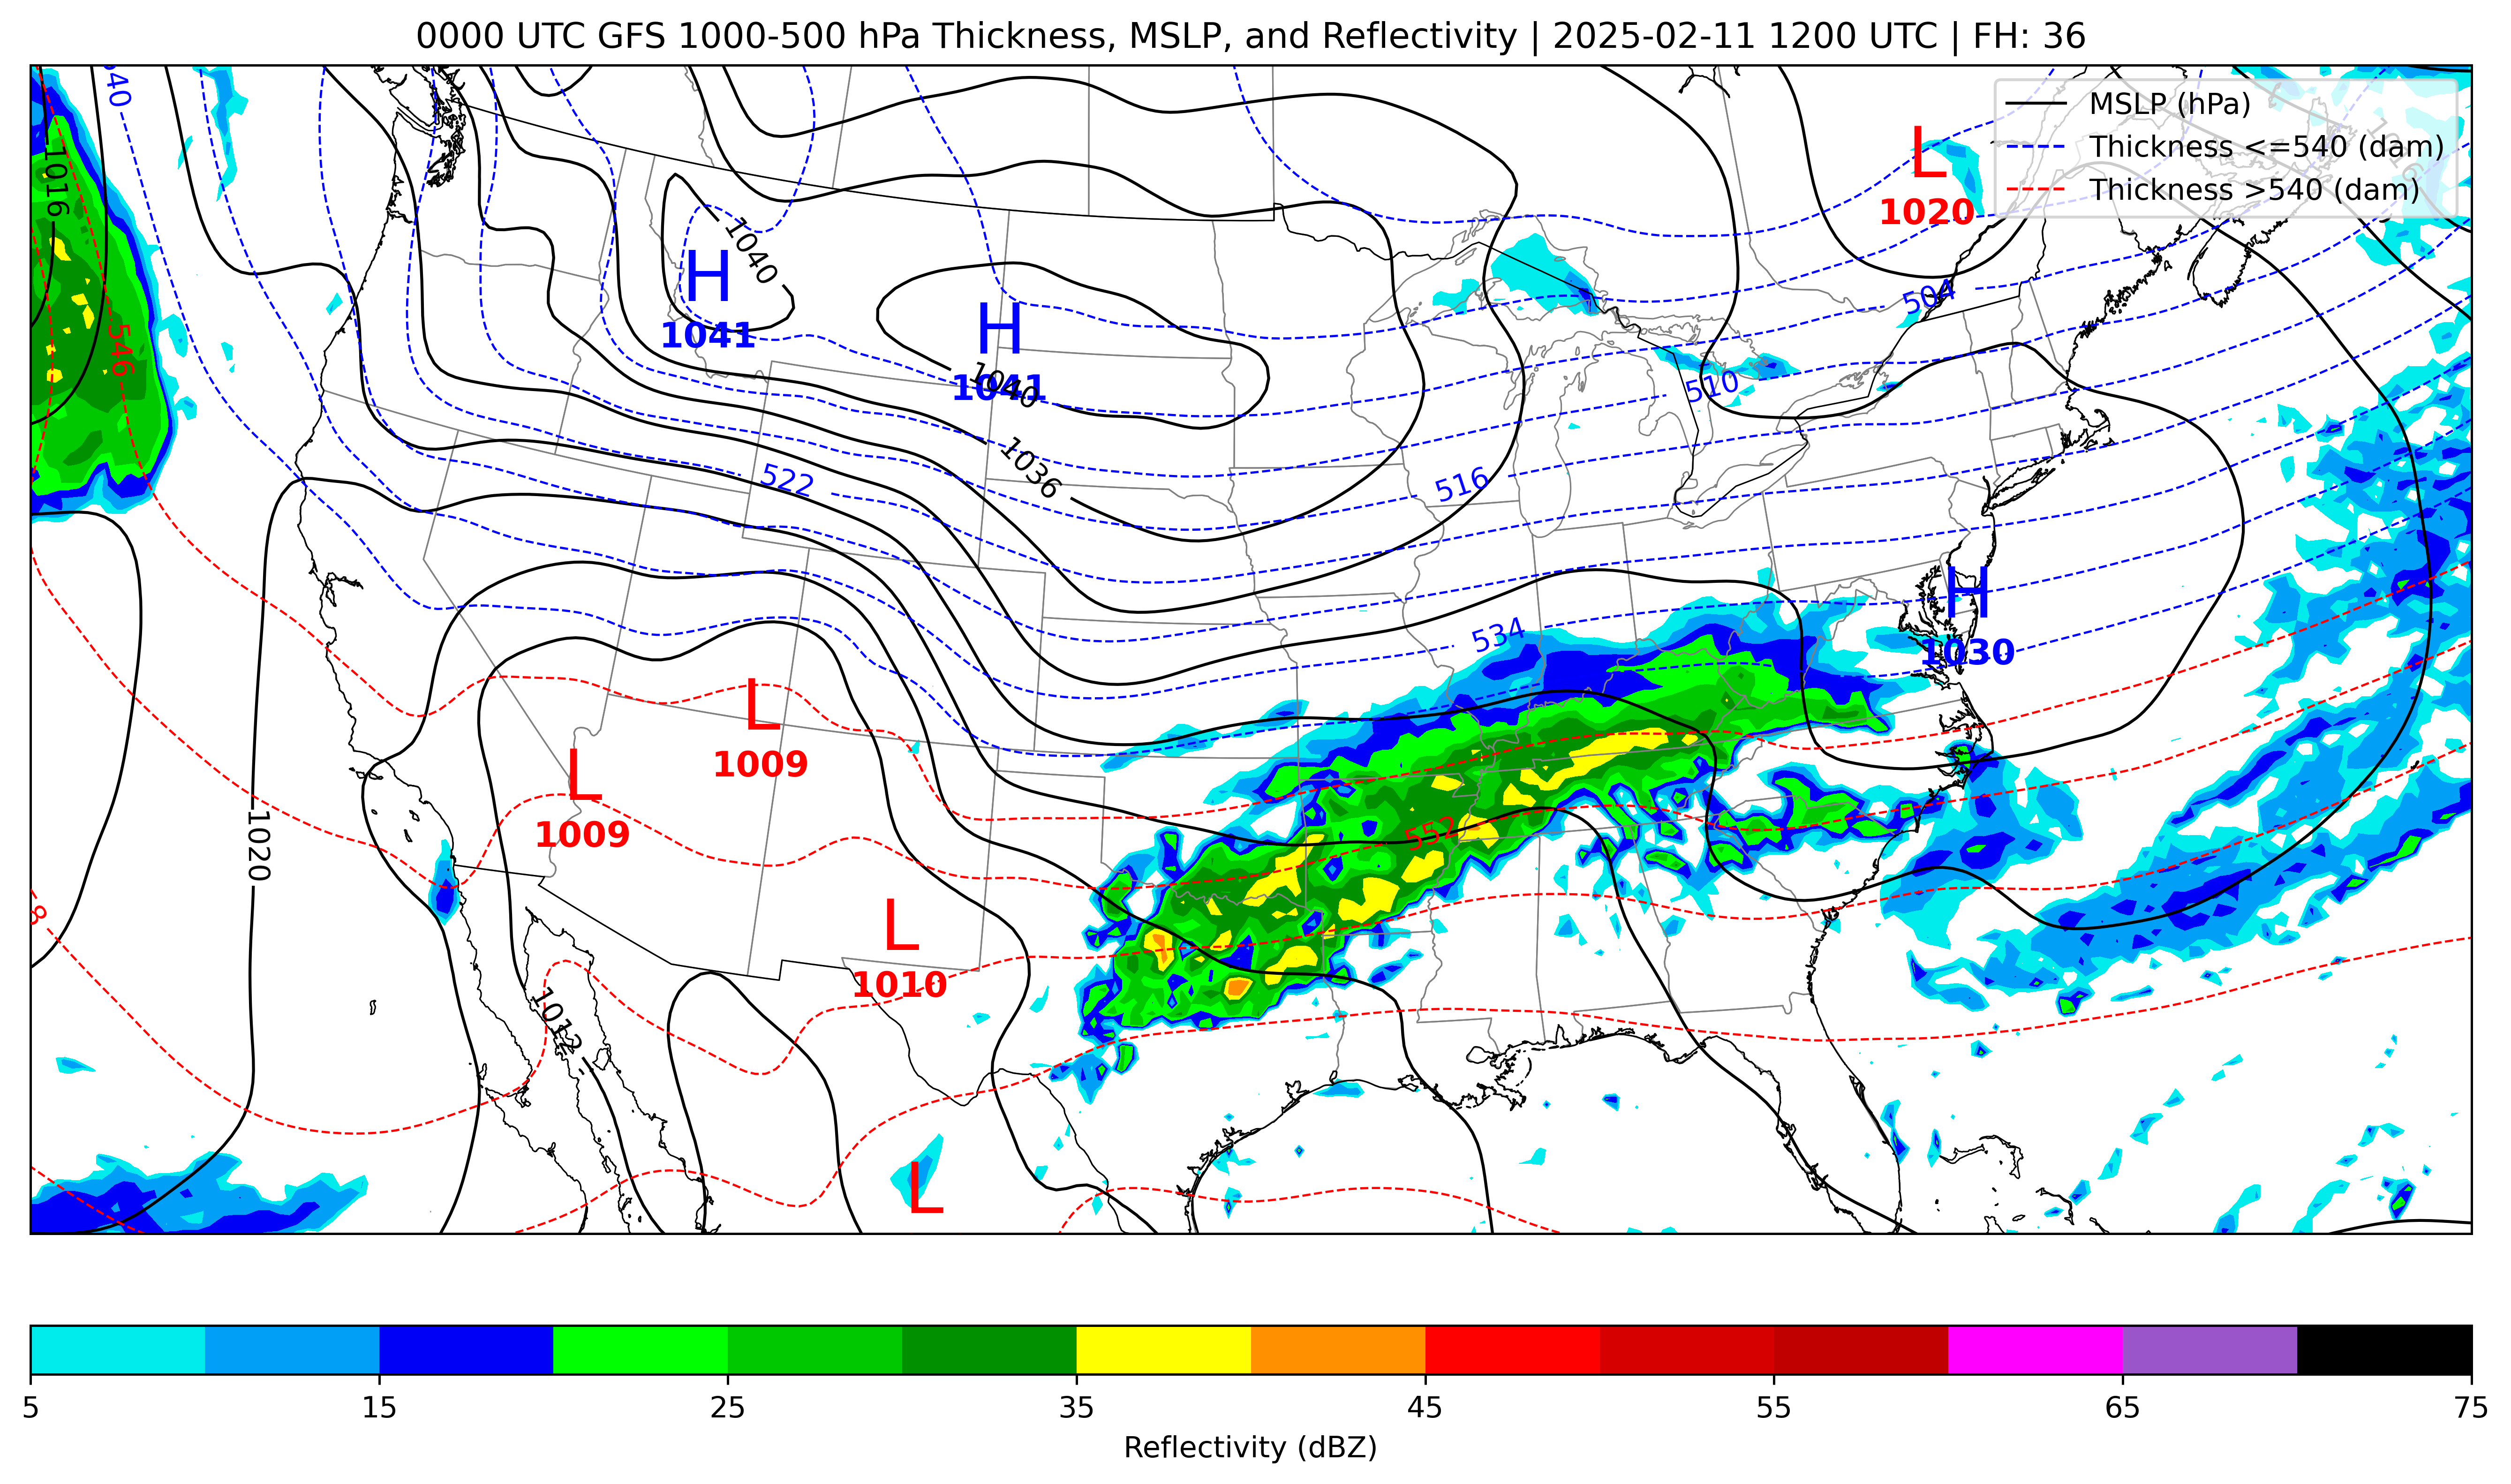 0000 UTC GFS 1000-500 hPa Thickness, MSLP, and Reflectivity | 2025-02-11 1200 UTC | FH: 36
MSLP (hPa)
Thickness <=540 (dam)
Thickness >540 (dam)
L
1020
1016
546
H
1041
1040
H
1041
1040
1036
504
510
516
522
534
H
1030
L
1009
L
1009
1020
552
L
1010
1012
L
5 15 25 35 45 55 65 75
Reflectivity (dBZ)